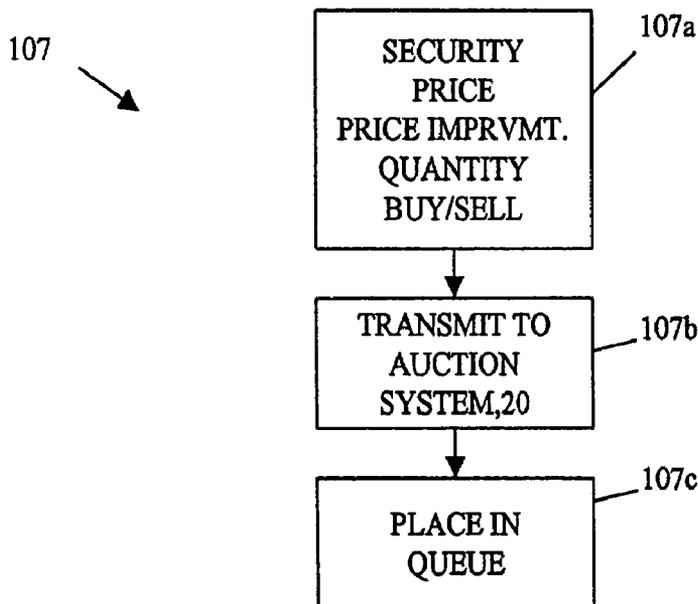 107
107a
SECURITY
PRICE
PRICE IMPRVMT.
QUANTITY
BUY/SELL
107b
TRANSMIT TO
AUCTION
SYSTEM,20
107c
PLACE IN
QUEUE